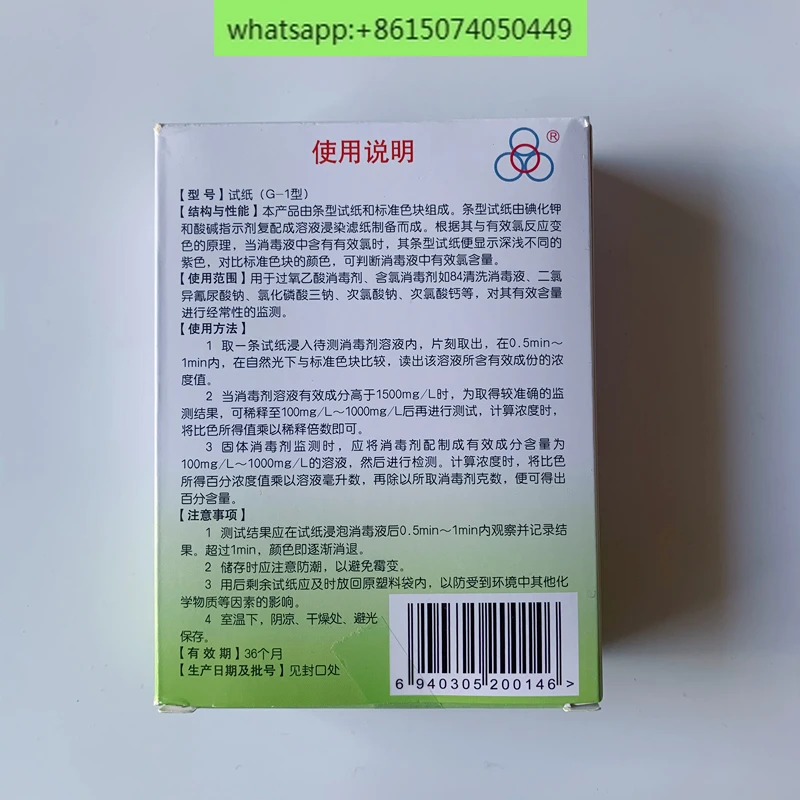 whatsapp:+8615074050449
使用说明
®
【型 号】试纸（G-1型）
【结构与性能】本产品由条型试纸和标准色块组成。条型试纸由碘化钾
和酸碱指示剂复配成溶液浸染滤纸制备而成。根据其与有效氯反应变
色的原理，当消毒液中含有有效氯时，其条型试纸便显示深浅不同的
紫色，对比标准色块的颜色，可判断消毒液中有效氯含量。
【使用范围】用于过氧乙酸消毒剂、含氯消毒剂如84清洗消毒液、二氯
异氰尿酸钠、氯化磷酸三钠、次氯酸钠、次氯酸钙等，对其有效含量
进行经常性的监测。
【使用方法】
1 取一条试纸浸入待测消毒剂溶液内，片刻取出，在0.5min～
1min内，在自然光下与标准色块比较，读出该溶液所含有效成份的浓
度值。
2 当消毒剂溶液有效成分高于1500mg/L时，为取得较准确的监
测结果，可稀释至100mg/L～1000mg/L后再进行测试，计算浓度时，
将比色所得值乘以稀释倍数即可。
3 固体消毒剂监测时，应将消毒剂配制成有效成分含量为
100mg/L～1000mg/L的溶液，然后进行检测。计算浓度时，将比色
所得百分浓度值乘以溶液毫升数，再除以所取消毒剂克数，便可得出
百分含量。
【注意事项】
1 测试结果应在试纸浸泡消毒液后0.5min～1min内观察并记录结
果。超过1min，颜色即逐渐消退。
2 储存时应注意防潮，以避免霉变。
3 用后剩余试纸应及时放回原塑料袋内，以防受到环境中其他化
学物质等因素的影响。
4 室温下，阴凉、干燥处、避光
保存。
【有 效 期】36个月
【生产日期及批号】见封口处
6 940305 200146 >